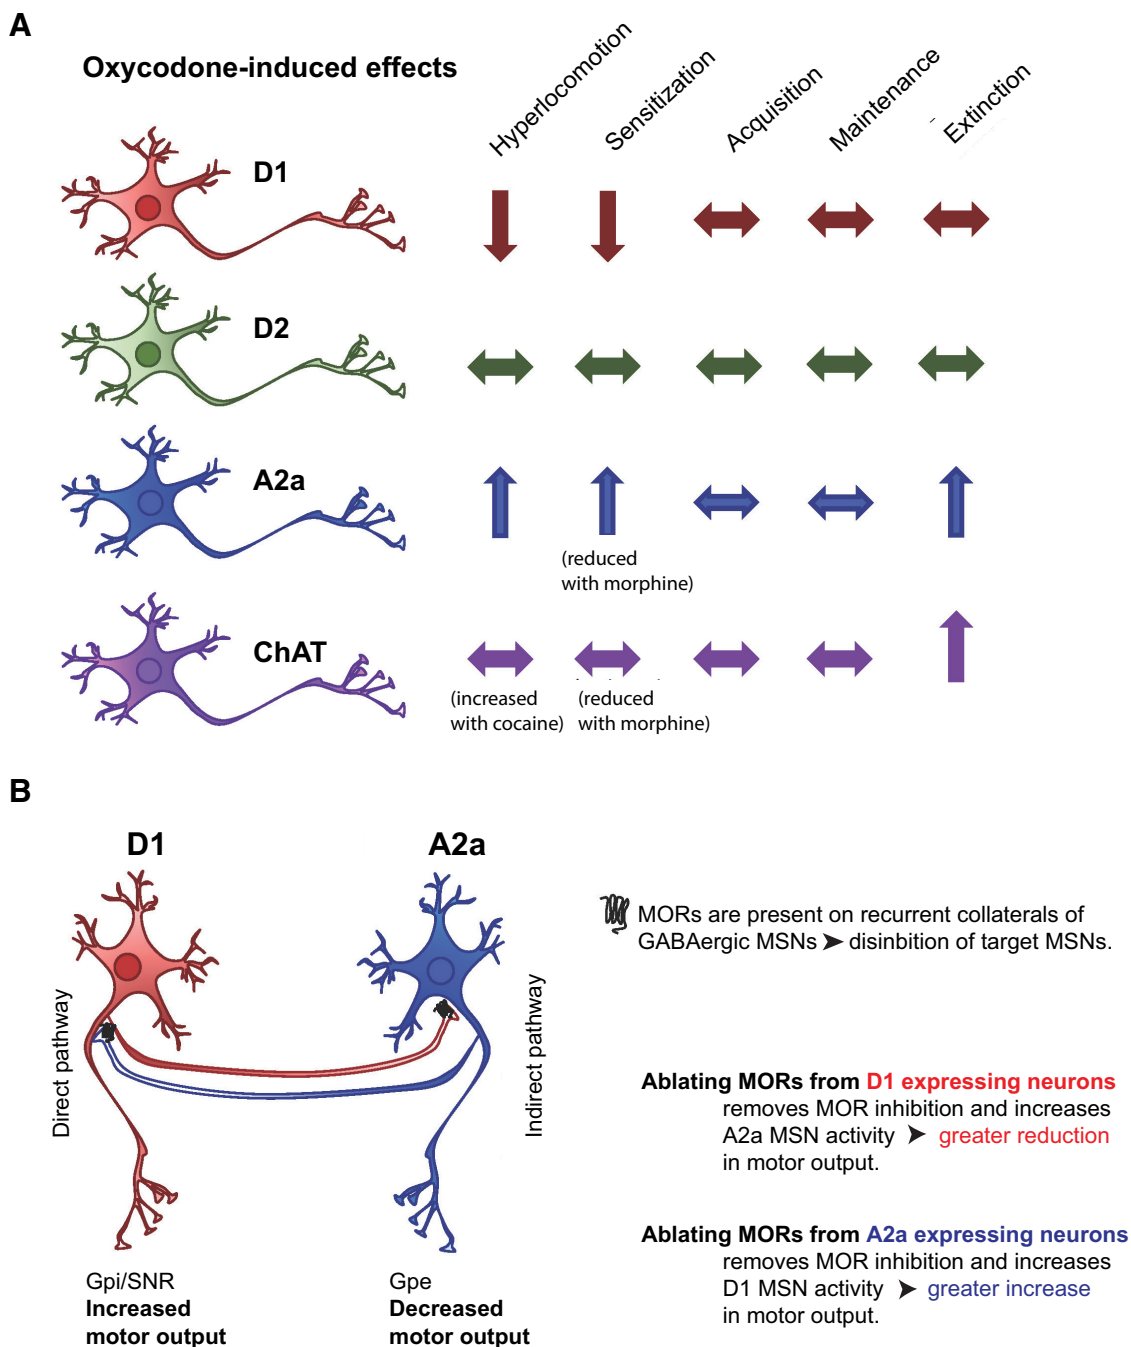 A
Oxycodone-induced effects
Hyperlocomotion
Sensitization
Acquisition
Maintenance
Extinction
D1
D2
A2a
(reduced
with morphine)
ChAT
(increased
with cocaine)
(reduced
with morphine)
B
D1
A2a
Direct pathway
Indirect pathway
MORs are present on recurrent collaterals of
GABAergic MSNs ➤ disinbition of target MSNs.
Ablating MORs from D1 expressing neurons
removes MOR inhibition and increases
A2a MSN activity ➤ greater reduction
in motor output.
Ablating MORs from A2a expressing neurons
removes MOR inhibition and increases
D1 MSN activity ➤ greater increase
in motor output.
Gpi/SNR
Increased
motor output
Gpe
Decreased
motor output